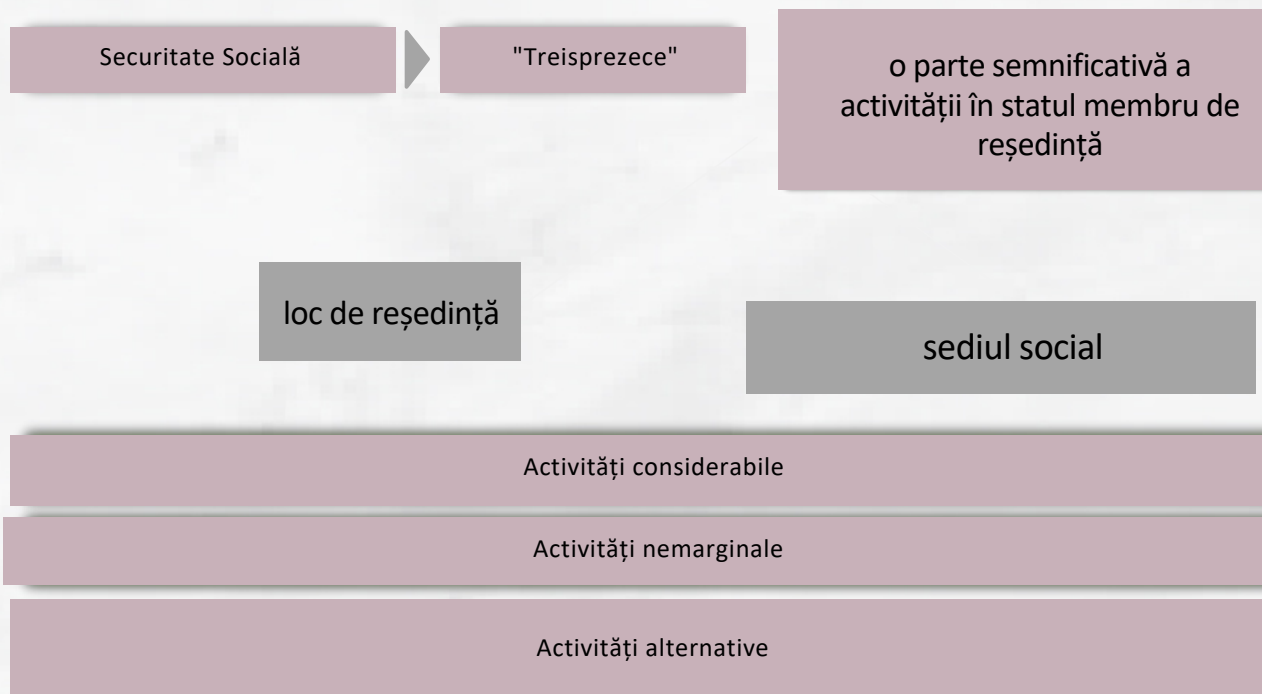 Securitate Socială
"Treisprezece"
o parte semnificativă a
activității în statul membru de
reședință
loc de reședință
sediul social
Activități considerabile
Activități nemarginale
Activități alternative